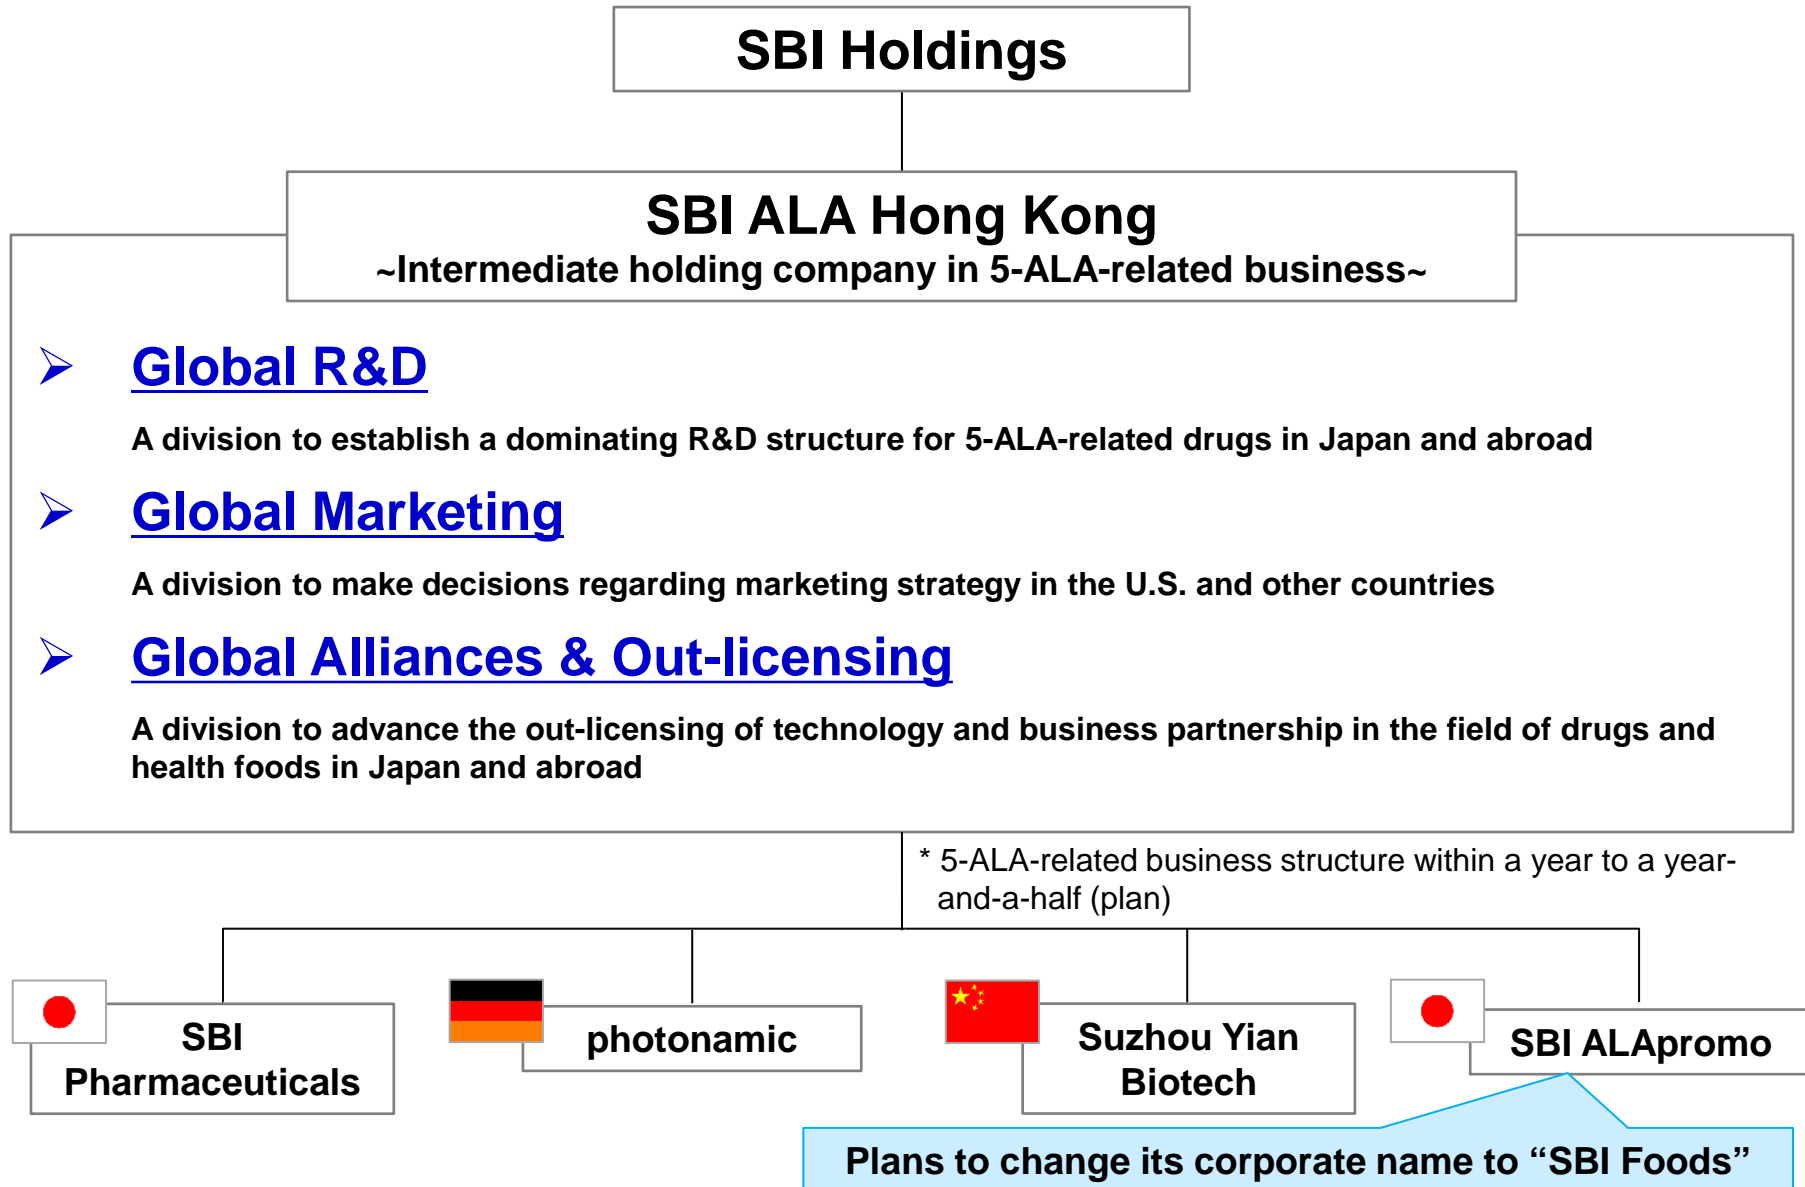 SBI Holdings
SBI ALA Hong Kong
~Intermediate holding company in 5-ALA-related business~
➢ Global R&D
A division to establish a dominating R&D structure for 5-ALA-related drugs in Japan and abroad
➢ Global Marketing
A division to make decisions regarding marketing strategy in the U.S. and other countries
➢ Global Alliances & Out-licensing
A division to advance the out-licensing of technology and business partnership in the field of drugs and
health foods in Japan and abroad
* 5-ALA-related business structure within a year to a year-
and-a-half (plan)
SBI
Pharmaceuticals
photonamic
Suzhou Yian
Biotech
SBI ALApromo
Plans to change its corporate name to “SBI Foods”